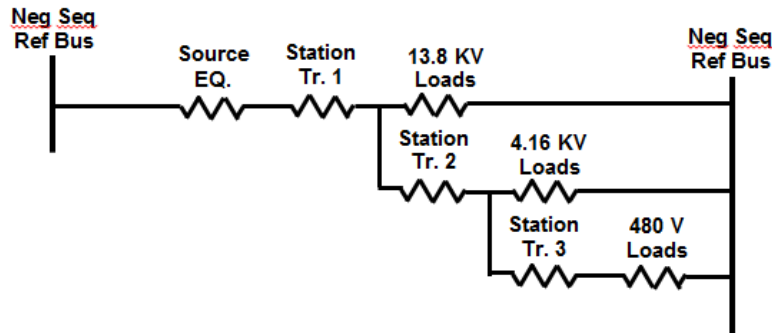 Neg Seq
Ref Bus
Source
EQ.
Station
Tr. 1
13.8 KV
Loads
Neg Seq
Ref Bus
Station
Tr. 2
4.16 KV
Loads
Station
Tr. 3
480 V
Loads